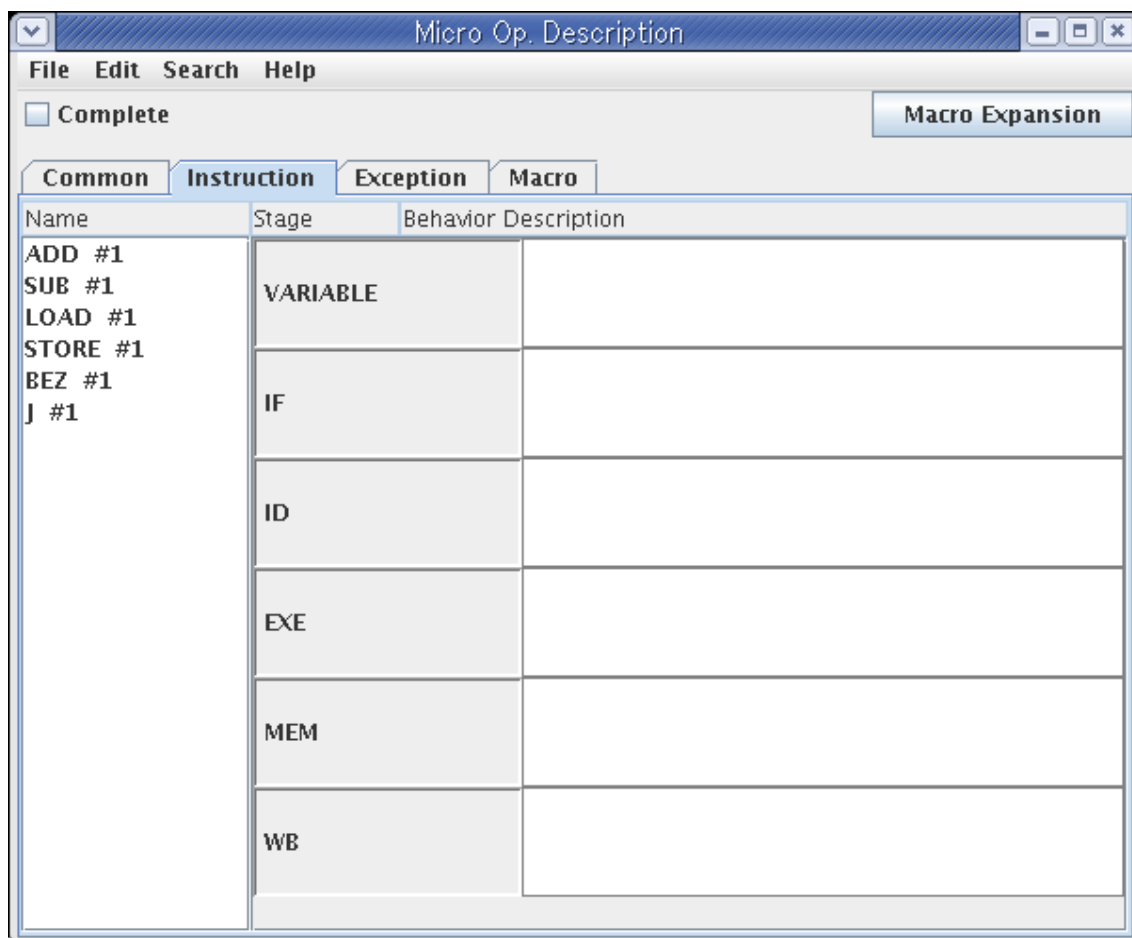 Micro Op. Description
File Edit Search Help
Complete
Macro Expansion
Common Instruction Exception Macro
Name Stage Behavior Description
ADD #1
SUB #1
LOAD #1
STORE #1
BEZ #1
J #1
VARIABLE
IF
ID
EXE
MEM
WB